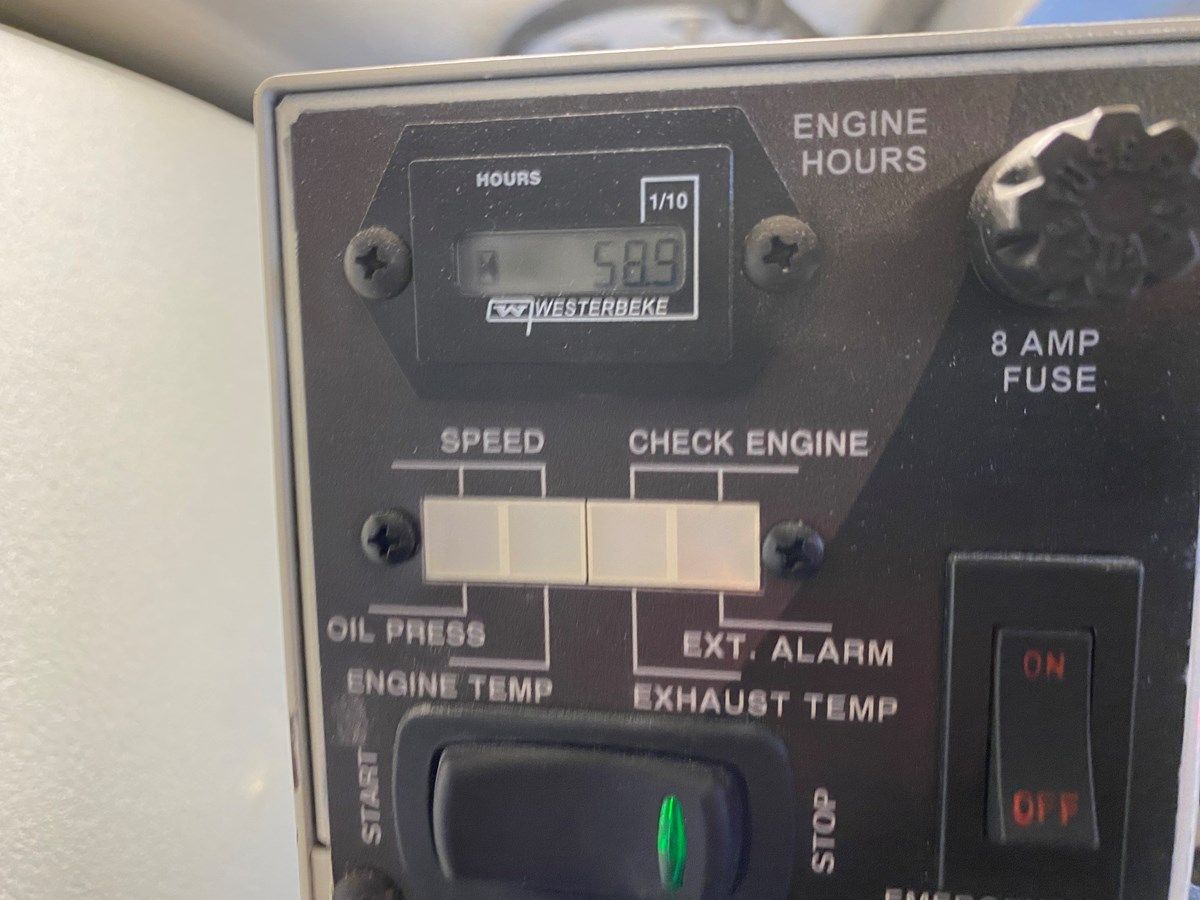 HOURS
1/10
58.9
WESTERBEKE
ENGINE
HOURS
8 AMP
FUSE
SPEED
CHECK ENGINE
OIL PRESS
EXT. ALARM
ENGINE TEMP
EXHAUST TEMP
START
STOP
ON
OFF